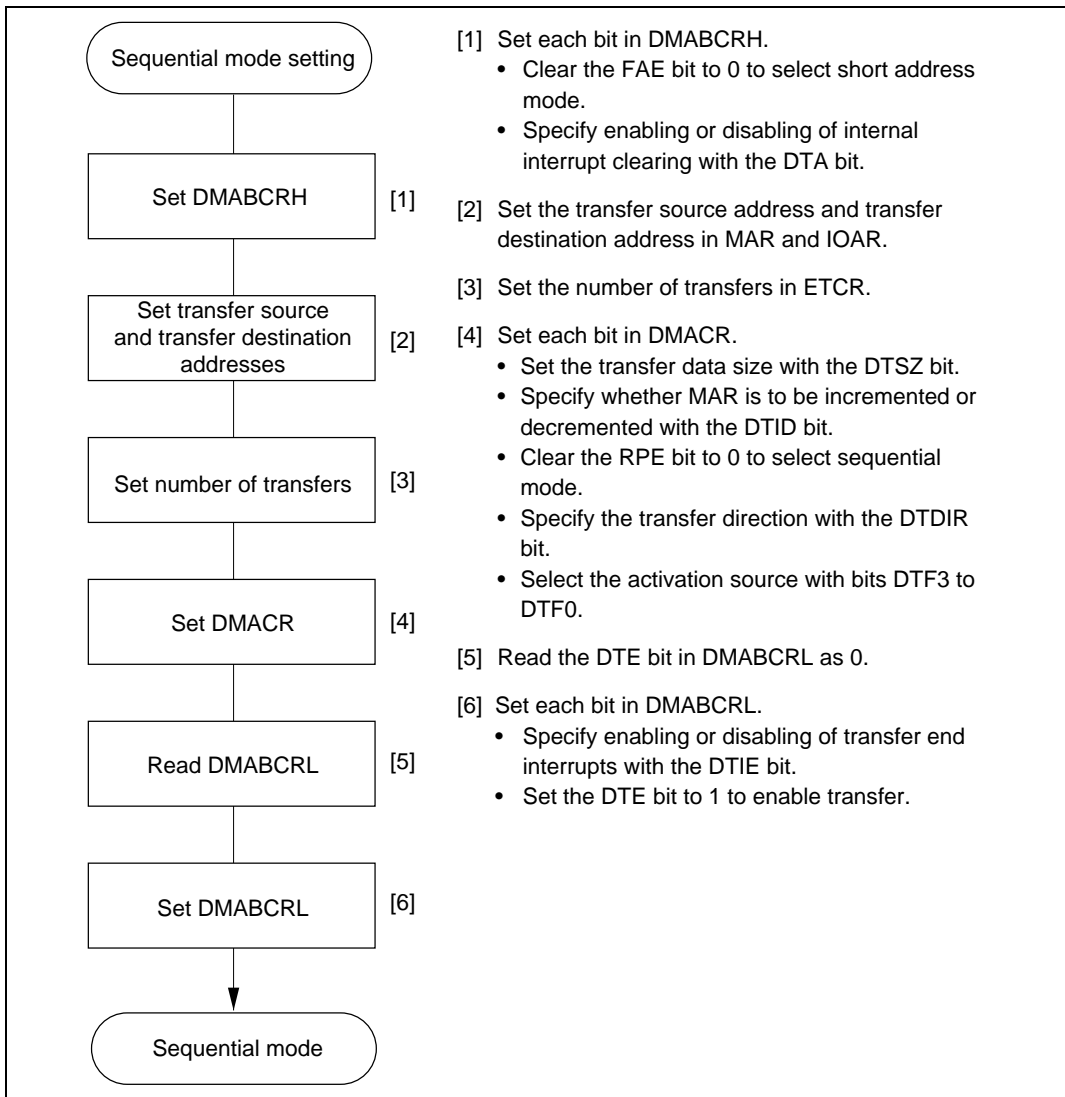 Sequential mode setting
Set DMABCRH [1]
Set transfer source
and transfer destination
addresses
[2]
Set number of transfers [3]
Set DMACR [4]
Read DMABCRL [5]
Set DMABCRL [6]
Sequential mode
[1] Set each bit in DMABCRH.
• Clear the FAE bit to 0 to select short address
mode.
• Specify enabling or disabling of internal
interrupt clearing with the DTA bit.
[2] Set the transfer source address and transfer
destination address in MAR and IOAR.
[3] Set the number of transfers in ETCR.
[4] Set each bit in DMACR.
• Set the transfer data size with the DTSZ bit.
• Specify whether MAR is to be incremented or
decremented with the DTID bit.
• Clear the RPE bit to 0 to select sequential
mode.
• Specify the transfer direction with the DTDIR
bit.
• Select the activation source with bits DTF3 to
DTF0.
[5] Read the DTE bit in DMABCRL as 0.
[6] Set each bit in DMABCRL.
• Specify enabling or disabling of transfer end
interrupts with the DTIE bit.
• Set the DTE bit to 1 to enable transfer.